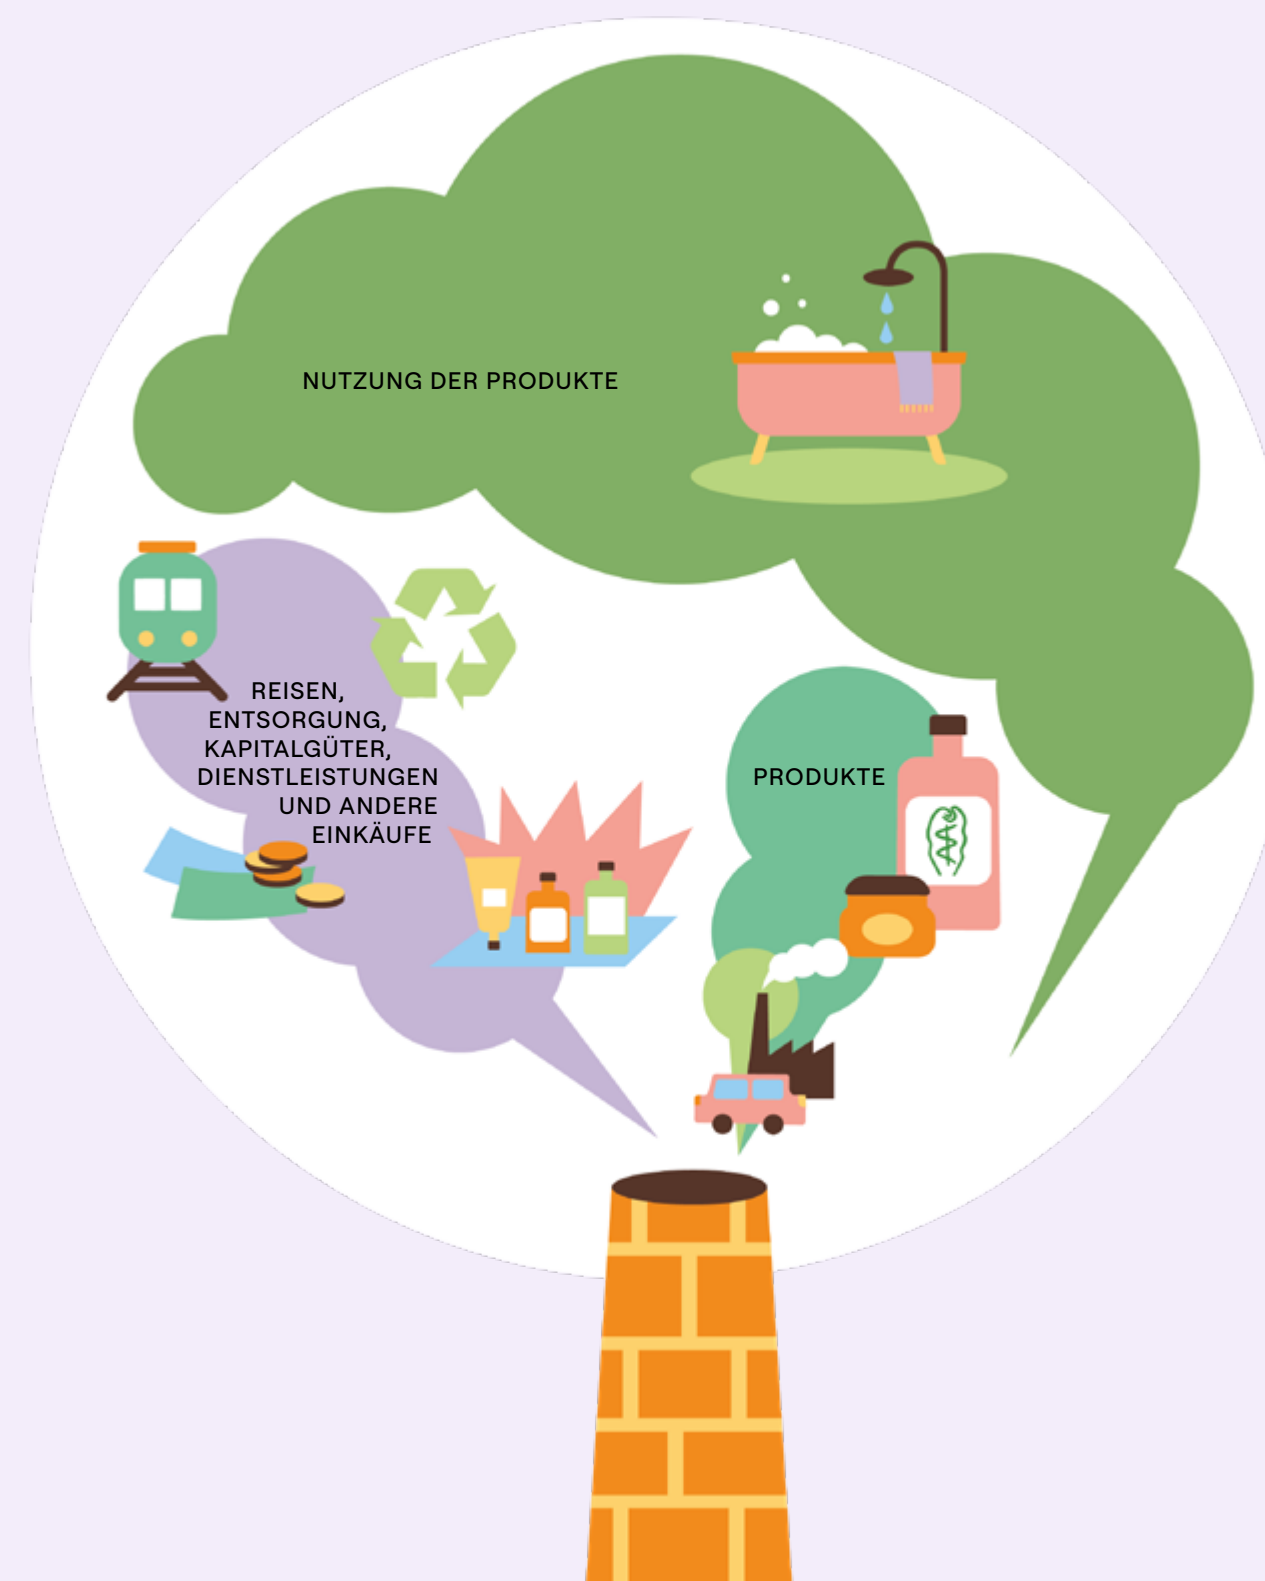 NUTZUNG DER PRODUKTE
REISEN,
ENTSORGUNG,
KAPITALGÜTER,
DIENSTLEISTUNGEN
UND ANDERE
EINKÄUFE
PRODUKTE